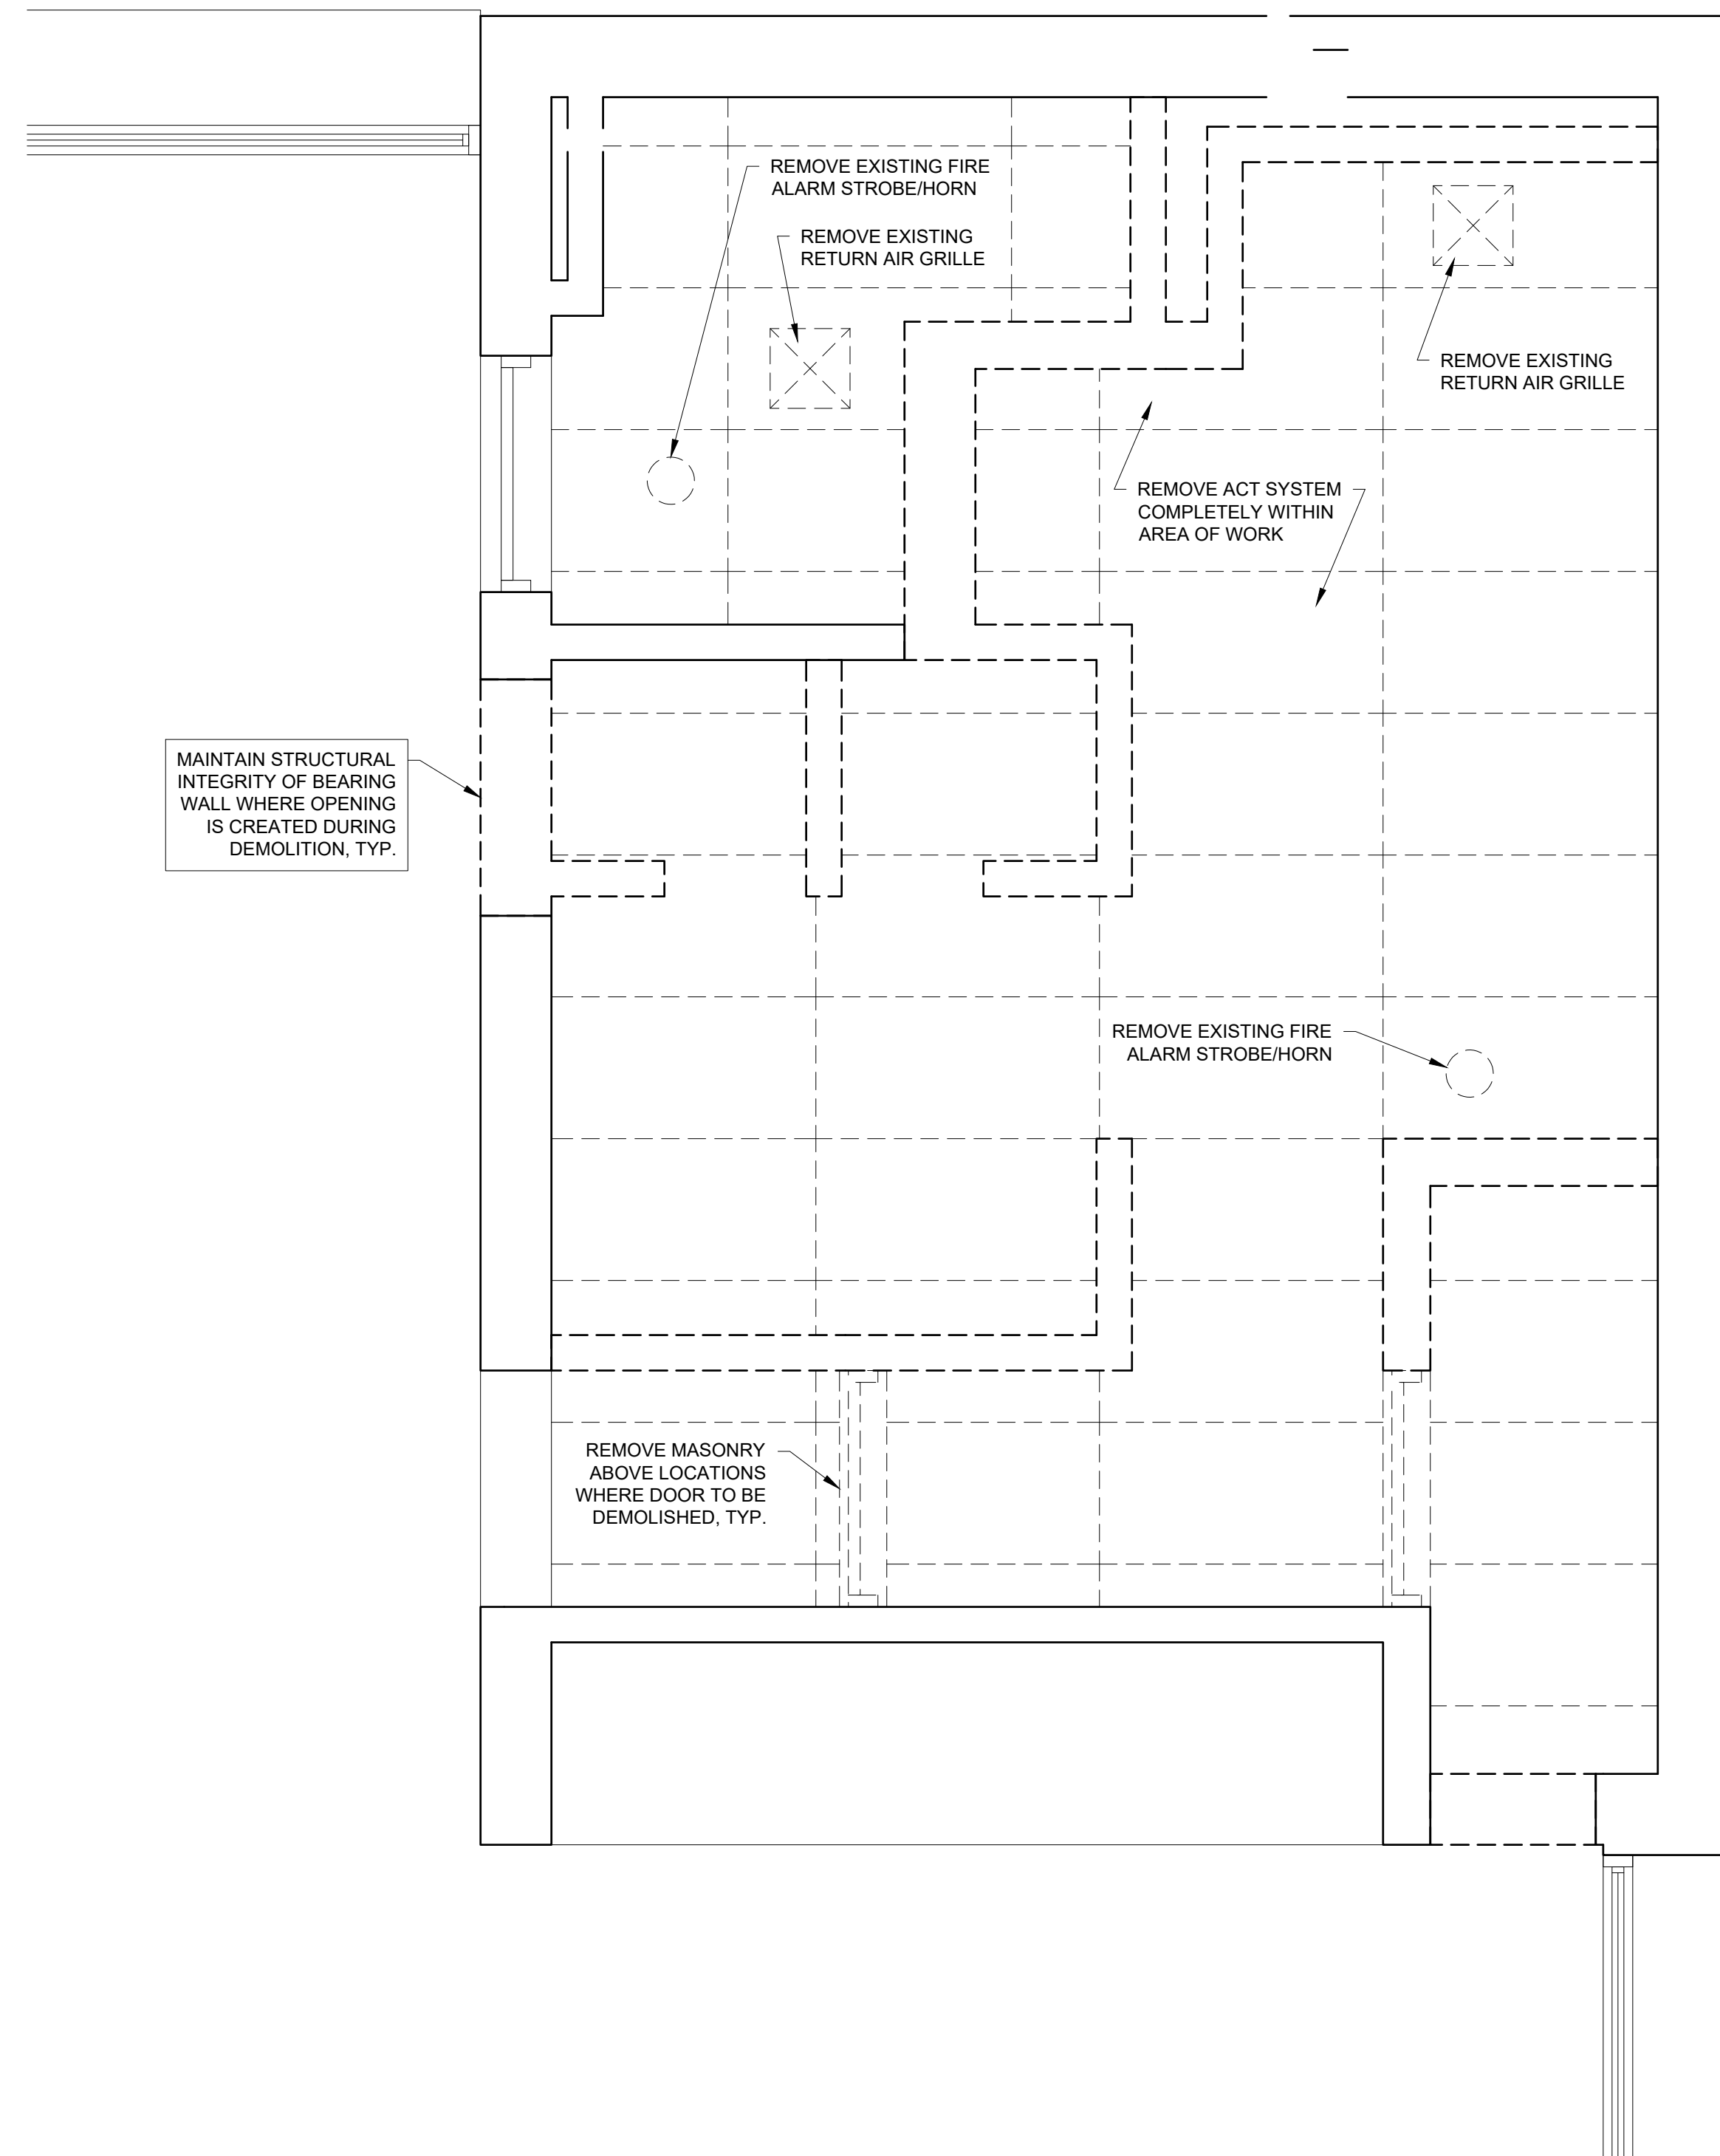 REMOVE EXISTING FIRE
ALARM STROBE/HORN
REMOVE EXISTING
RETURN AIR GRILLE
REMOVE EXISTING
RETURN AIR GRILLE
REMOVE ACT SYSTEM
COMPLETELY WITHIN
AREA OF WORK
MAINTAIN STRUCTURAL
INTEGRITY OF BEARING
WALL WHERE OPENING
IS CREATED DURING
DEMOLITION, TYP.
REMOVE EXISTING FIRE
ALARM STROBE/HORN
REMOVE MASONRY
ABOVE LOCATIONS
WHERE DOOR TO BE
DEMOLISHED, TYP.